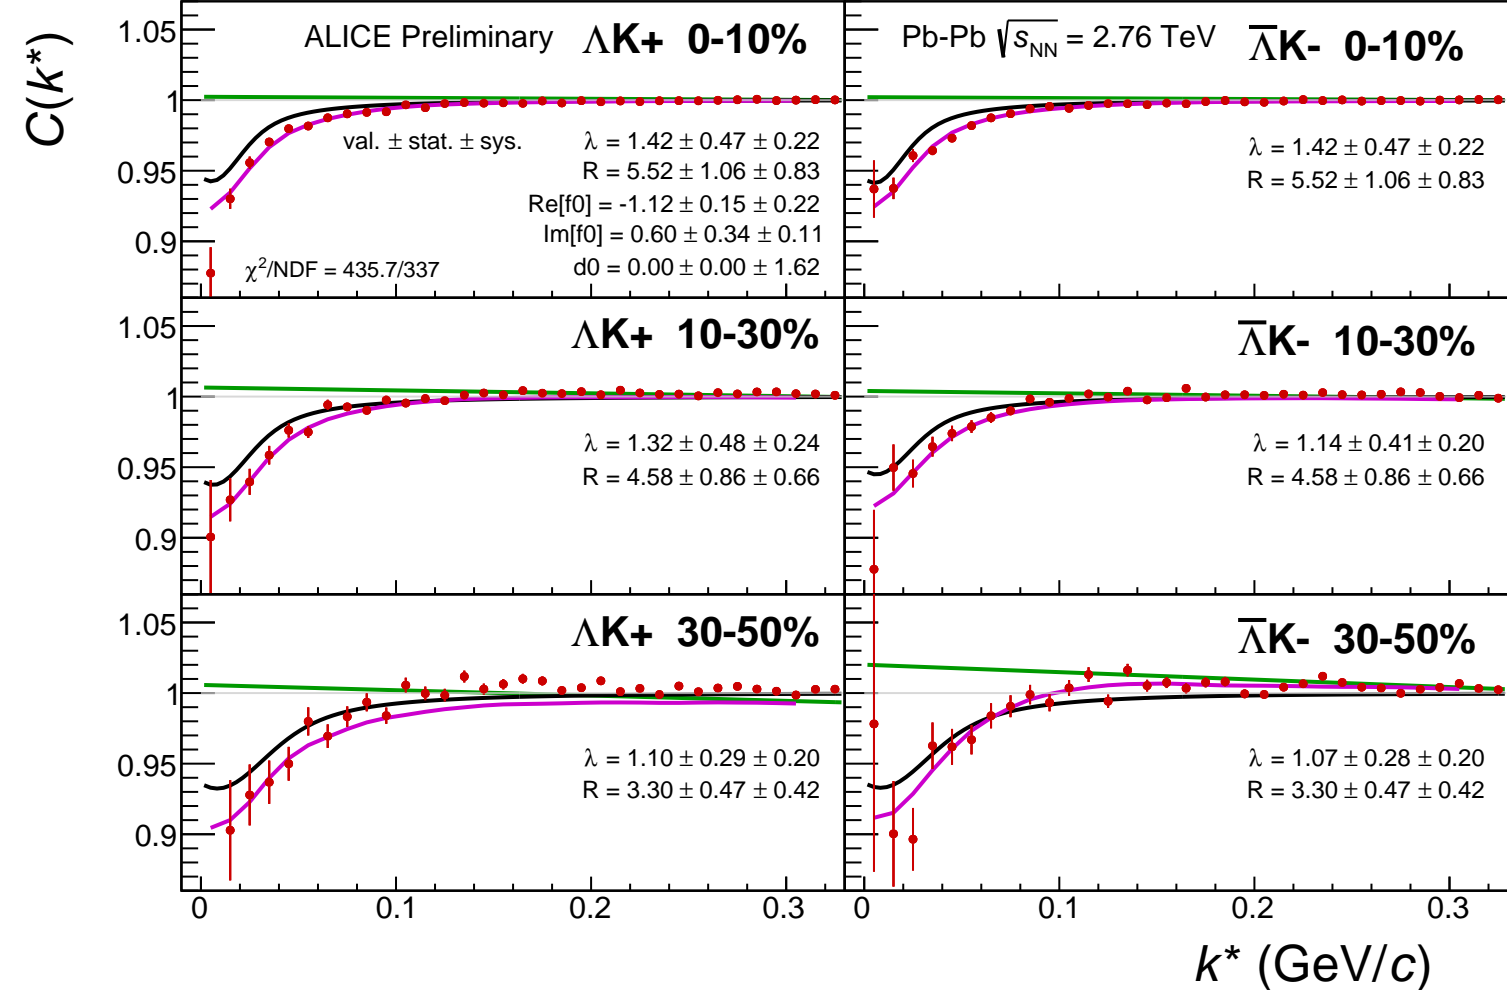 C(k*)
ALICE Preliminary ΛK+ 0-10%
1.05
1
0.95
0.9
val. ± stat. ± sys.
λ = 1.42 ± 0.47 ± 0.22
R = 5.52 ± 1.06 ± 0.83
Re[f0] = -1.12 ± 0.15 ± 0.22
Im[f0] = 0.60 ± 0.34 ± 0.11
d0 = 0.00 ± 0.00 ± 1.62
χ²/NDF = 435.7/337
Pb-Pb √sNN = 2.76 TeV Λ̅K- 0-10%
λ = 1.42 ± 0.47 ± 0.22
R = 5.52 ± 1.06 ± 0.83
ΛK+ 10-30%
1.05
1
0.95
0.9
λ = 1.32 ± 0.48 ± 0.24
R = 4.58 ± 0.86 ± 0.66
Λ̅K- 10-30%
λ = 1.14 ± 0.41 ± 0.20
R = 4.58 ± 0.86 ± 0.66
ΛK+ 30-50%
1.05
1
0.95
0.9
λ = 1.10 ± 0.29 ± 0.20
R = 3.30 ± 0.47 ± 0.42
Λ̅K- 30-50%
λ = 1.07 ± 0.28 ± 0.20
R = 3.30 ± 0.47 ± 0.42
0 0.1 0.2 0.3
0 0.1 0.2 0.3
k* (GeV/c)